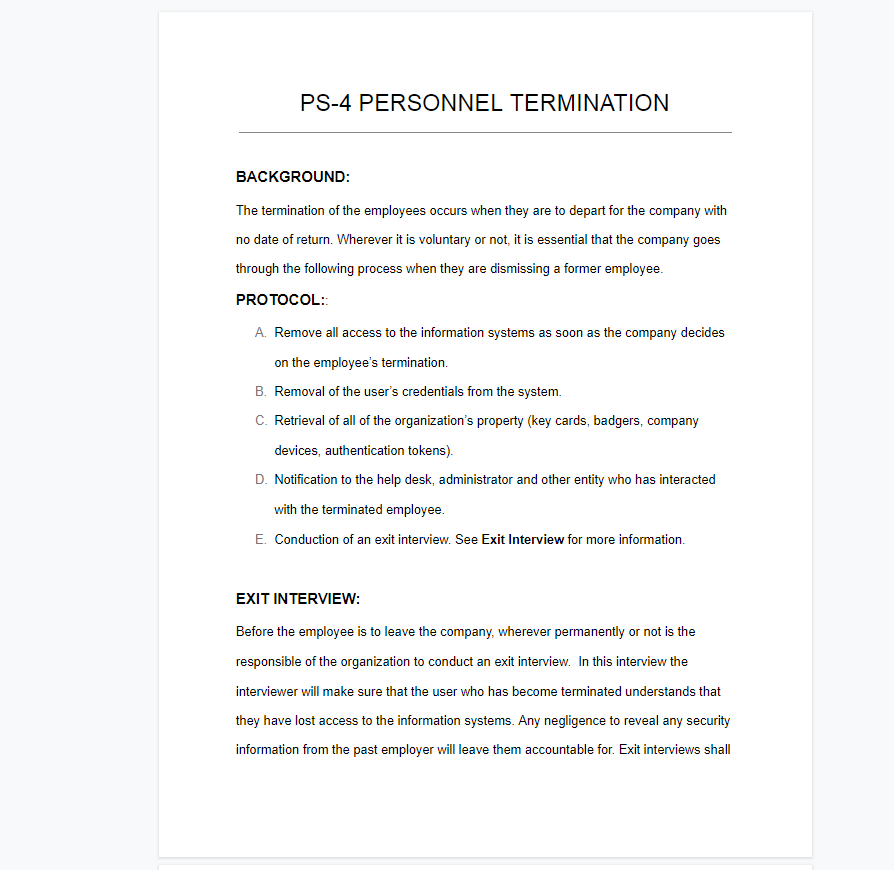 PS-4 PERSONNEL TERMINATION
BACKGROUND:
The termination of the employees occurs when they are to depart for the company with
no date of return. Wherever it is voluntary or not, it is essential that the company goes
through the following process when they are dismissing a former employee.
PROTOCOL::
A. Remove all access to the information systems as soon as the company decides
on the employee's termination.
B. Removal of the user's credentials from the system.
C. Retrieval of all of the organization's property (key cards, badgers, company
devices, authentication tokens).
D. Notification to the help desk, administrator and other entity who has interacted
with the terminated employee.
E. Conduction of an exit interview. See Exit Interview for more information.
EXIT INTERVIEW:
Before the employee is to leave the company, wherever permanently or not is the
responsible of the organization to conduct an exit interview.  In this interview the
interviewer will make sure that the user who has become terminated understands that
they have lost access to the information systems. Any negligence to reveal any security
information from the past employer will leave them accountable for. Exit interviews shall